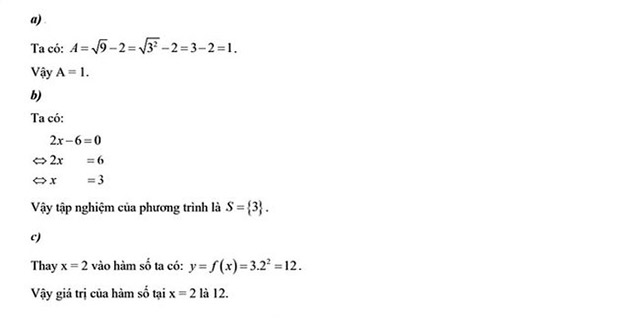 a)
Ta có: A = √9 − 2 = √3² − 2 = 3 − 2 = 1.
Vậy A = 1.
b)
Ta có:
2x − 6 = 0
⇔ 2x = 6
⇔ x = 3
Vậy tập nghiệm của phương trình là S = {3}.
c)
Thay x = 2 vào hàm số ta có: y = f(x) = 3.2² = 12.
Vậy giá trị của hàm số tại x = 2 là 12.